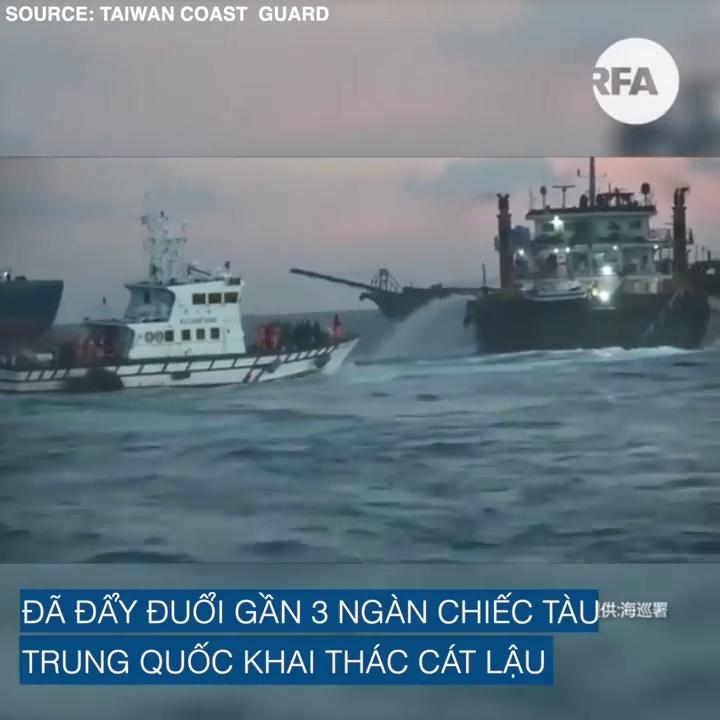 SOURCE: TAIWAN COAST GUARD
RFA
ĐÃ ĐẨY ĐUỔI GẦN 3 NGÀN CHIẾC TÀU
供:海巡署
TRUNG QUỐC KHAI THÁC CÁT LẬU